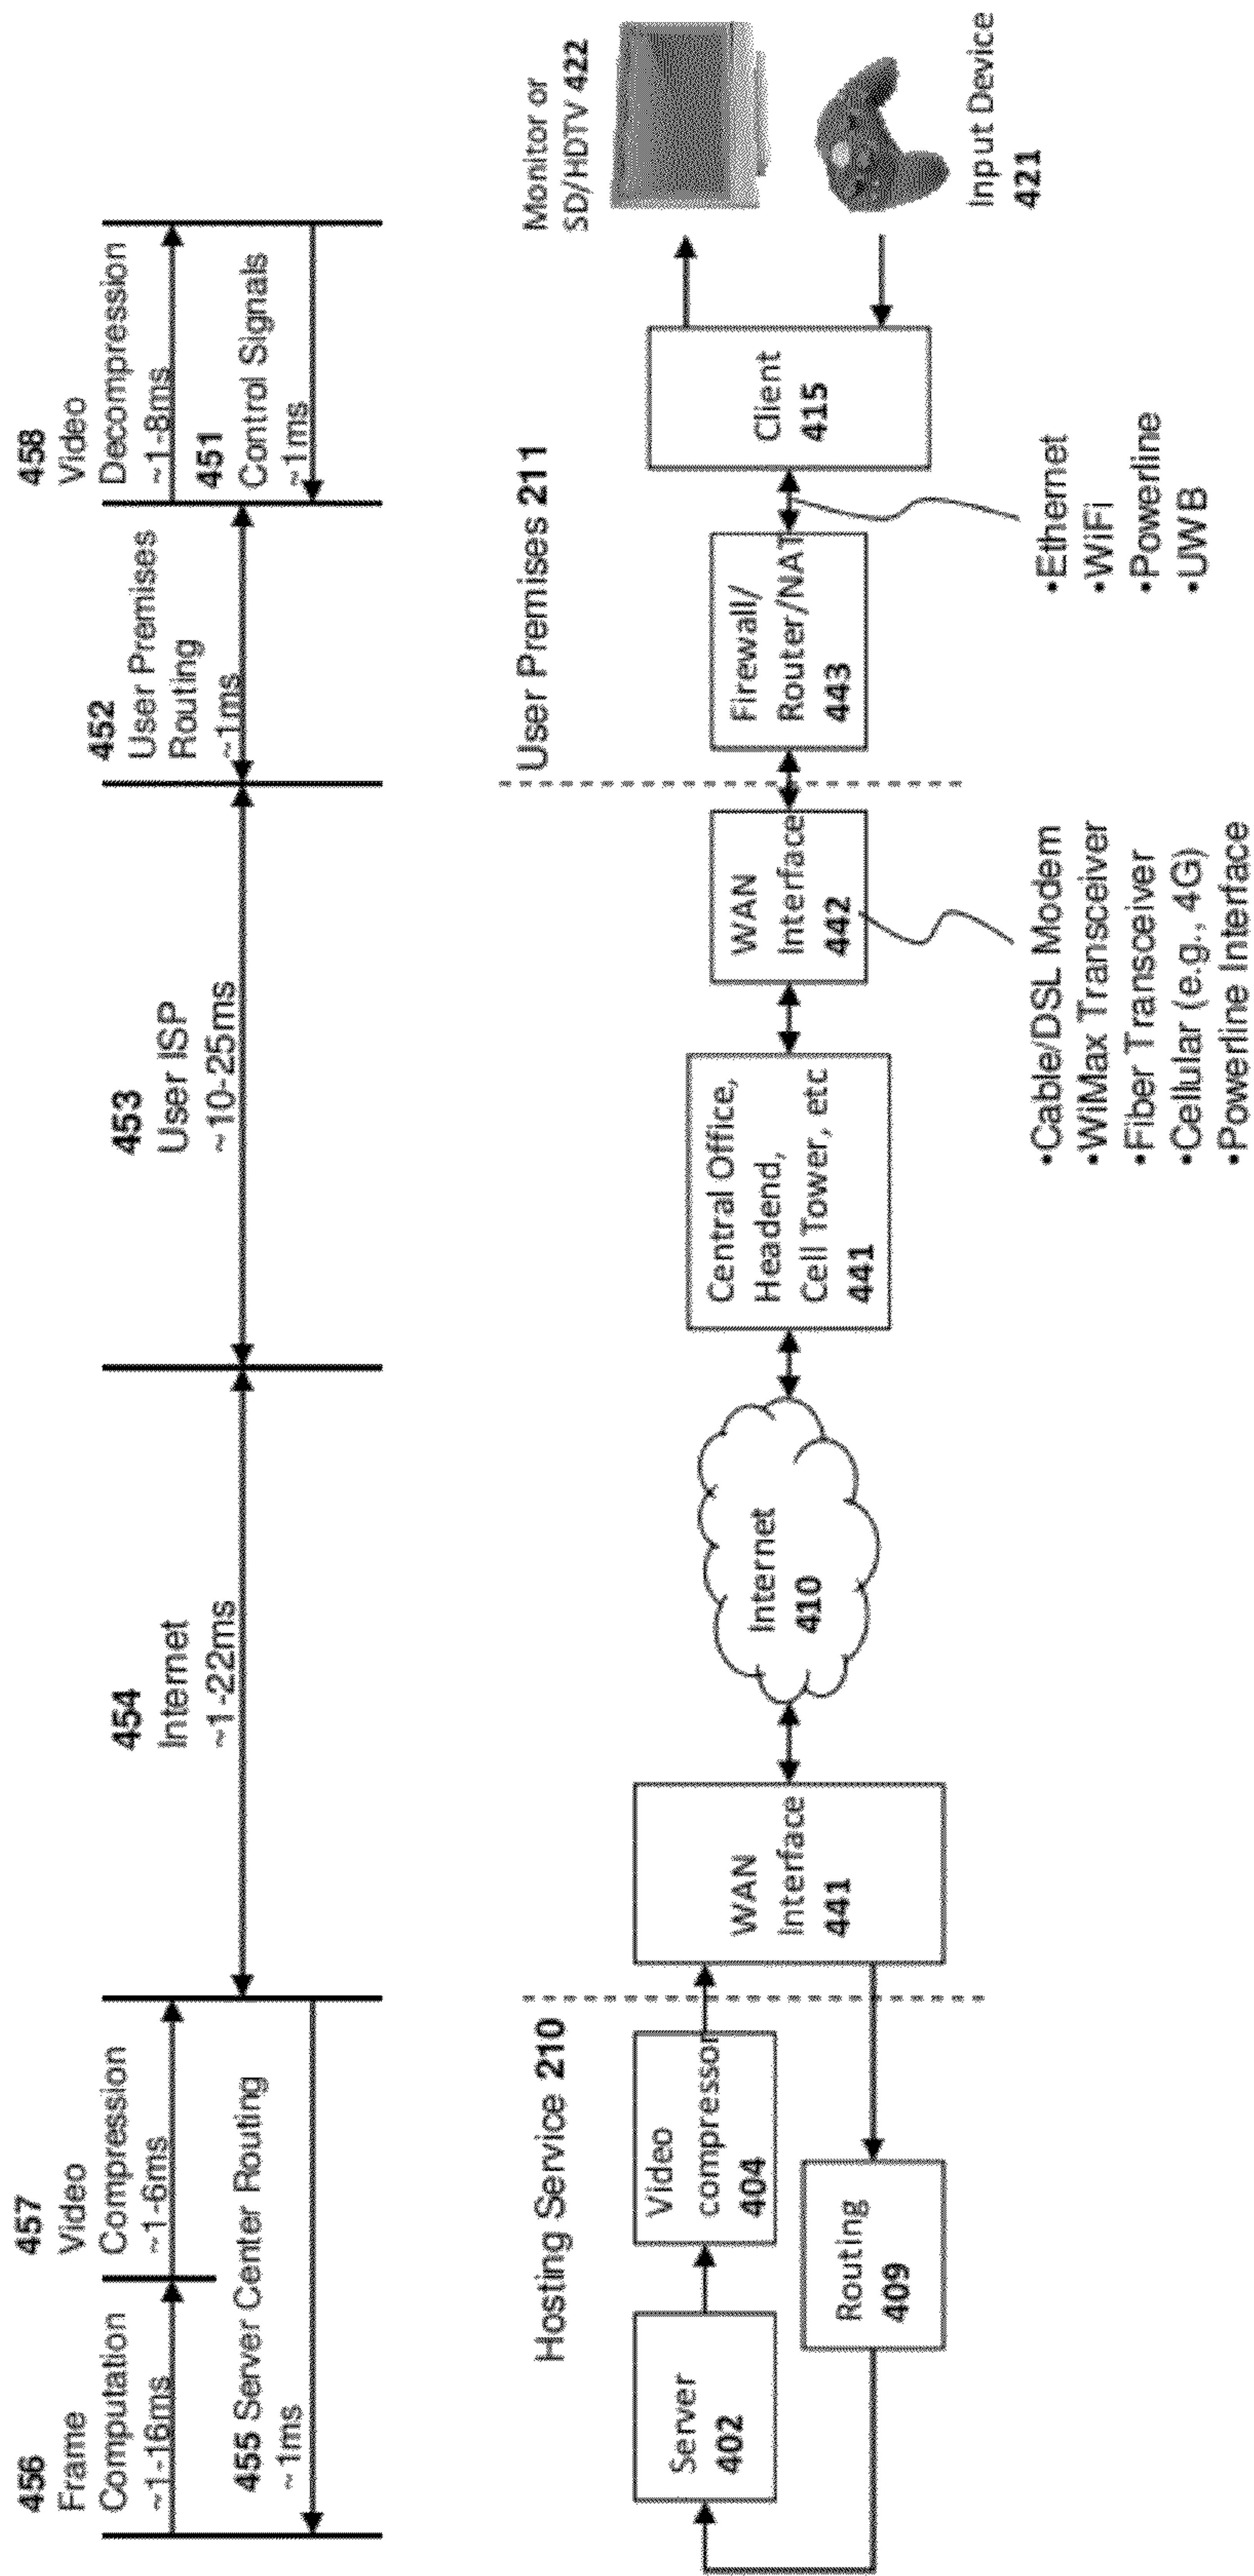 456
Frame
Computation
~1-16ms
457
Video
Compression
~1-6ms
455 Server Center Routing
~1ms
454
Internet
~1-22ms
453
User ISP
~10-25ms
452
User Premises
Routing
~1ms
458
Video
Decompression
~1-8ms
451
Control Signals
~1ms
Hosting Service 210
Server
402
Video
compressor
404
Routing
409
WAN
Interface
441
Internet
410
Central Office,
Headend,
Cell Tower, etc
441
WAN
Interface
442
•Cable/DSL Modem
•WiMax Transceiver
•Fiber Transceiver
•Cellular (e.g., 4G)
•Powerline Interface
User Premises 211
Firewall/
Router/NAT
443
Client
415
•Ethernet
•WiFi
•Powerline
•UWB
Monitor or
SD/HDTV 422
Input Device
421